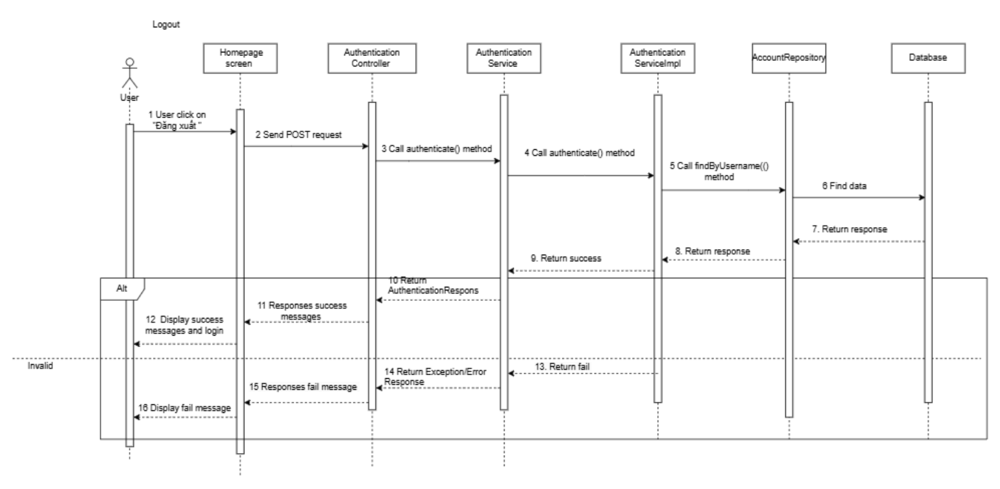 Logout
Homepage
screen
Authentication
Controller
Authentication
Service
Authentication
ServiceImpl
AccountRepository
Database
User
1 User click on
"Đăng xuất "
2 Send POST request
3 Call authenticate() method
4 Call authenticate() method
5 Call findByUsername(()
method
6 Find data
7. Return response
8. Return response
9. Return success
Alt
10 Return
AuthenticationRespons
11 Responses success
messages
12 Display success
messages and login
Invalid
13. Return fail
14 Return Exception/Error
Response
15 Responses fail message
16 Display fail message